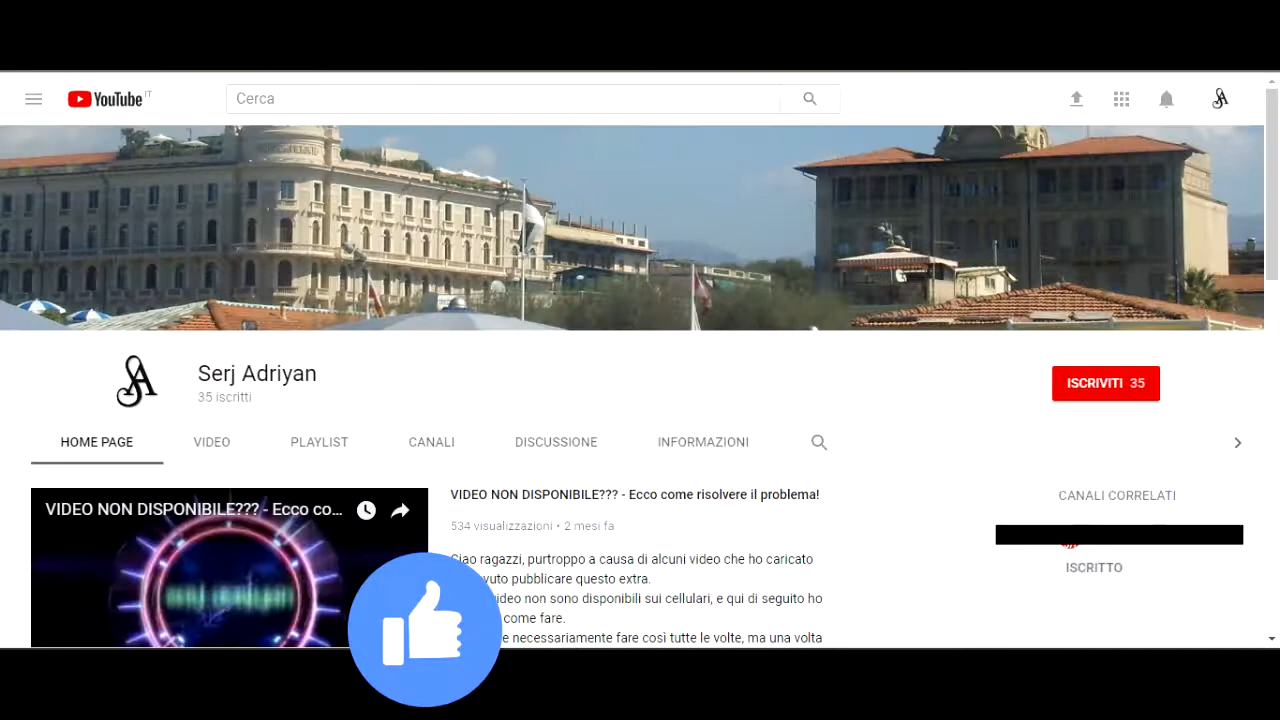 YouTube IT
Cerca
Serj Adriyan
35 iscritti
ISCRIVITI 35
HOME PAGE
VIDEO
PLAYLIST
CANALI
DISCUSSIONE
INFORMAZIONI
VIDEO NON DISPONIBILE??? - Ecco co...
VIDEO NON DISPONIBILE??? - Ecco come risolvere il problema!
534 visualizzazioni • 2 mesi fa
Ciao ragazzi, purtroppo a causa di alcuni video che ho caricato
pubblicare questo extra.
non sono disponibili sui cellulari, e qui di seguito ho
come fare.
necessariamente fare così tutte le volte, ma una volta
CANALI CORRELATI
ISCRITTO